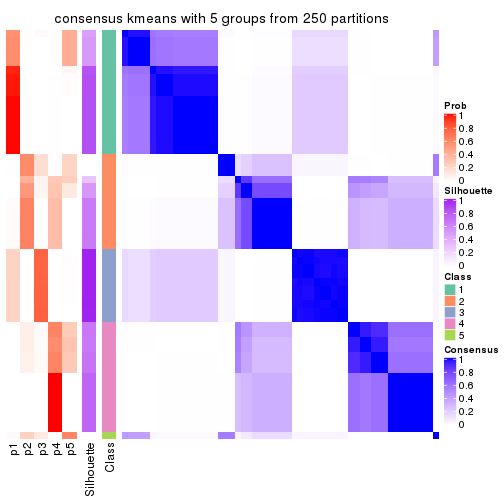 consensus kmeans with 5 groups from 250 partitions
Prob
1
0.8
0.6
0.4
0.2
0
Silhouette
1
0.8
0.6
0.4
0.2
0
Class
1
2
3
4
5
Consensus
1
0.8
0.6
0.4
0.2
0
p1
p2
p3
p4
p5
Silhouette
Class